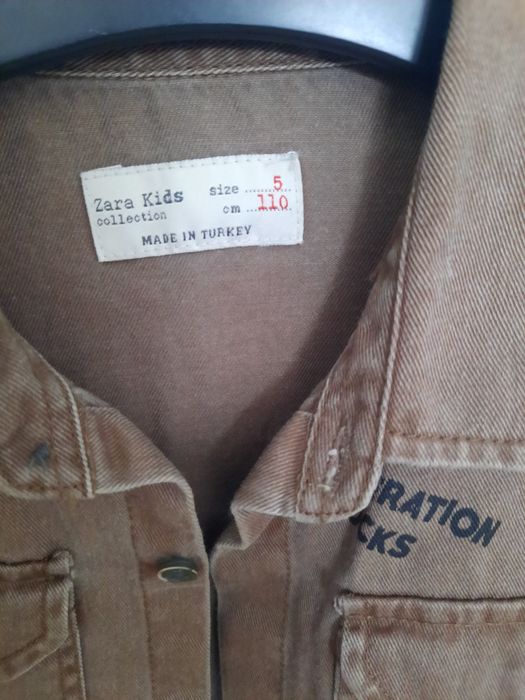 Zara Kids size 5
collection cm 110
MADE IN TURKEY
ERATION
CKS